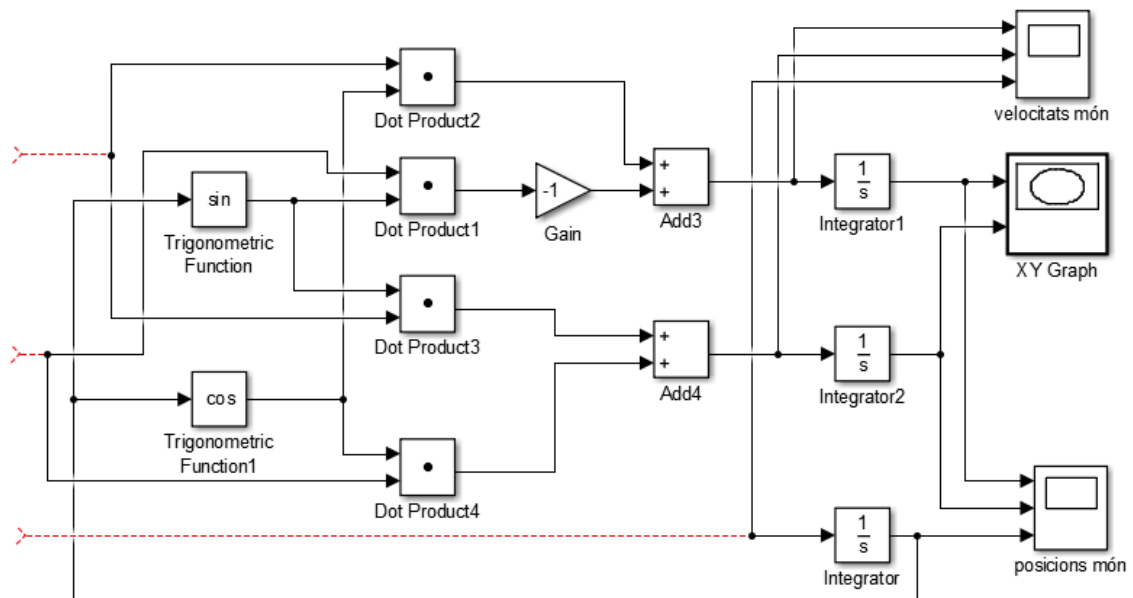 velocitats món
Dot Product2
+
+
Add3
1
s
Integrator1
sin
Trigonometric
Function
Dot Product1
-1
Gain
XY Graph
Dot Product3
+
+
Add4
1
s
Integrator2
cos
Trigonometric
Function1
Dot Product4
1
s
Integrator
posicions món